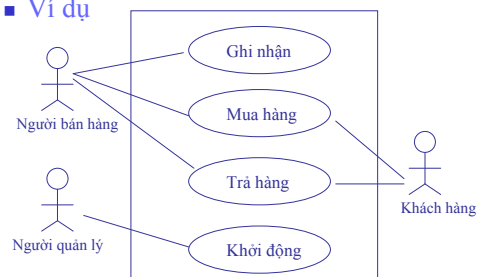 Ví dụ
Ghi nhận
Mua hàng
Người bán hàng
Trả hàng
Khách hàng
Người quản lý
Khởi động